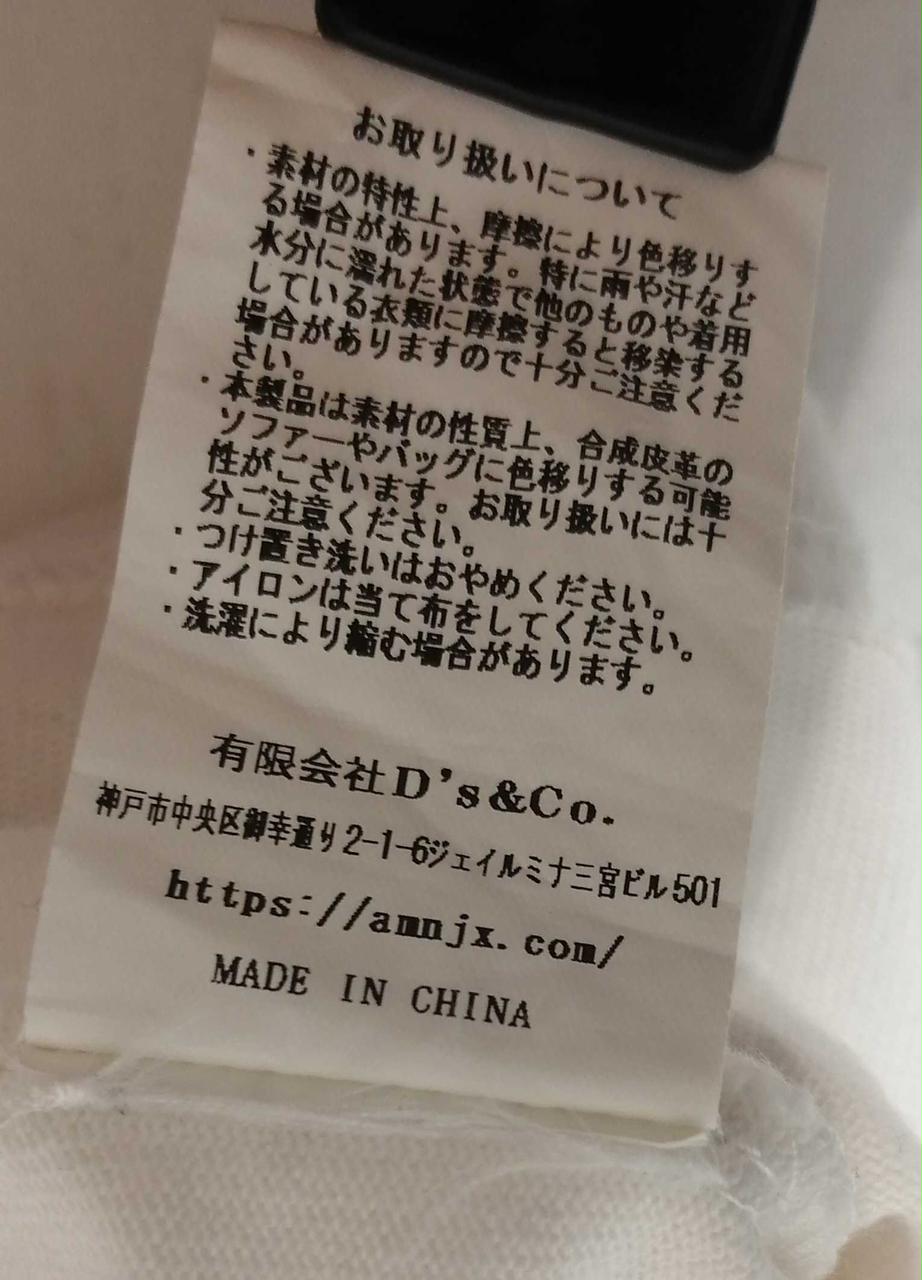 お取り扱いについて
・素材の特性上、摩擦により色移りす
る場合があります。特に雨や汗など
水分に濡れた状態で他のものや着用
している衣類に摩擦すると移染する
場合がありますので十分ご注意くだ
さい。
・本製品は素材の性質上、合成皮革の
ソファーやバッグに色移りする可能
性がございます。お取り扱いには十
分ご注意ください。
・つけ置き洗いはおやめください。
・アイロンは当て布をしてください。
・洗濯により縮む場合があります。
有限会社D's&Co.
神戸市中央区御幸通り2-1-6ジェイルミナ三宮ビル501
https://amnjx.com/
MADE IN CHINA